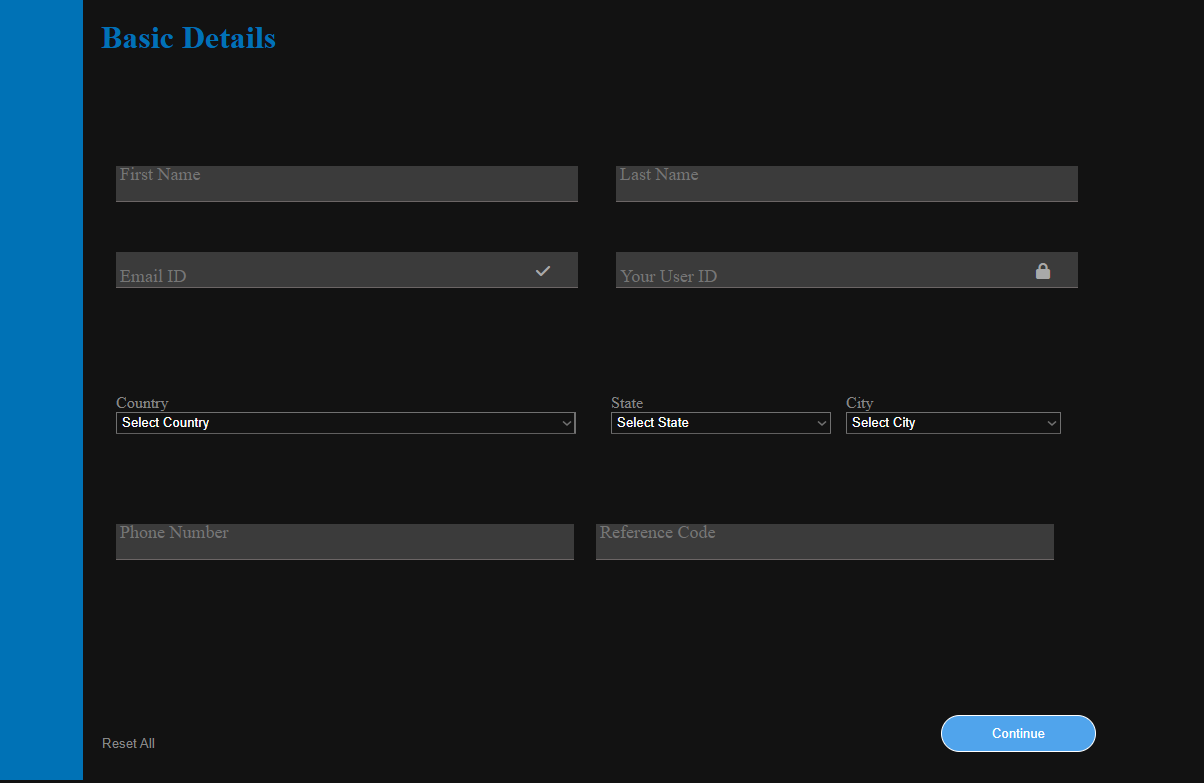 Basic Details
First Name
Last Name
Email ID
Your User ID
Country
State
City
Select Country
Select State
Select City
Phone Number
Reference Code
Reset All
Continue